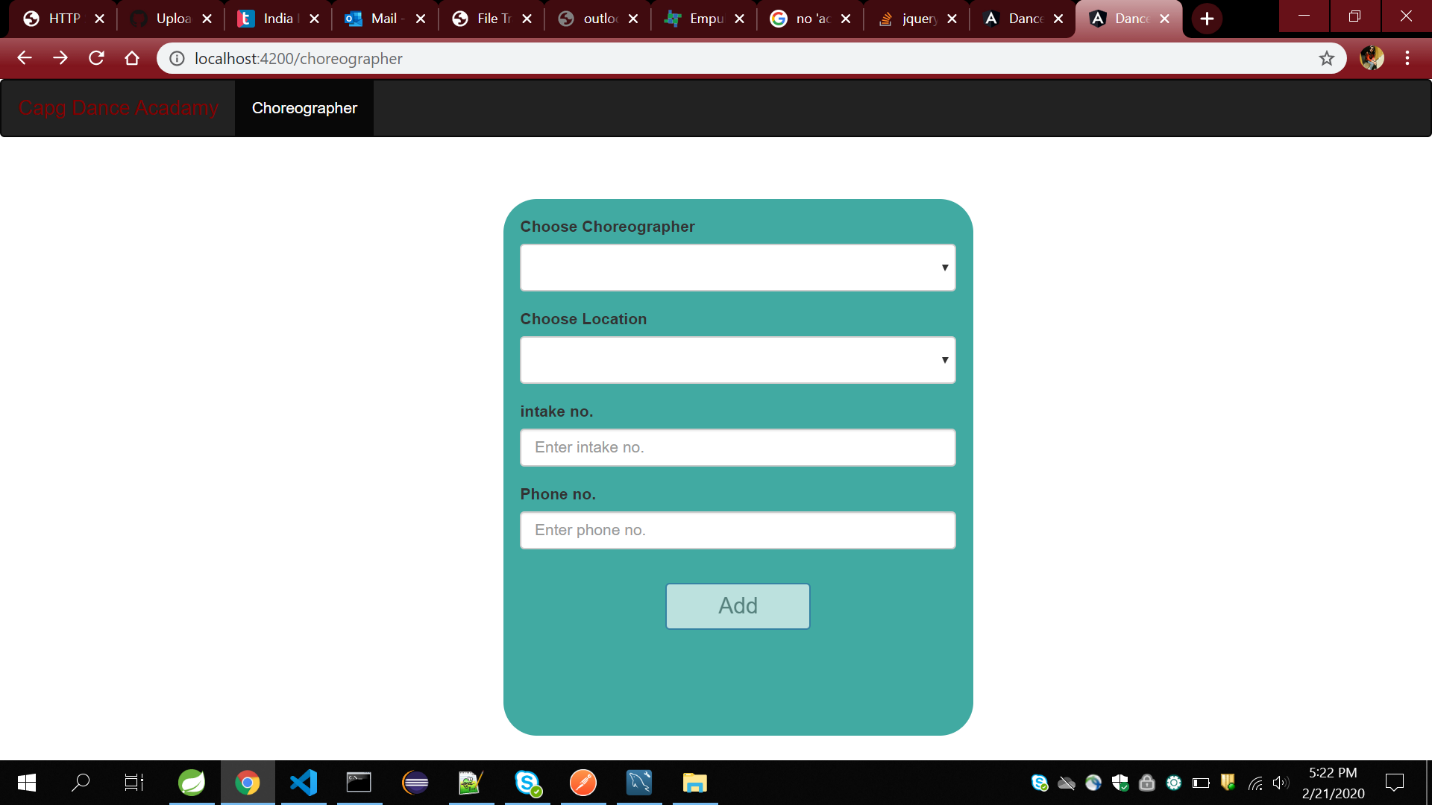 HTTP
Uploa
India
Mail
File Tr
outloo
Empu
no 'ac
jquery
Dance
Dance
localhost:4200/choreographer
Capg Dance Acadamy
Choreographer
Choose Choreographer
Choose Location
intake no.
Enter intake no.
Phone no.
Enter phone no.
Add
5:22 PM
2/21/2020